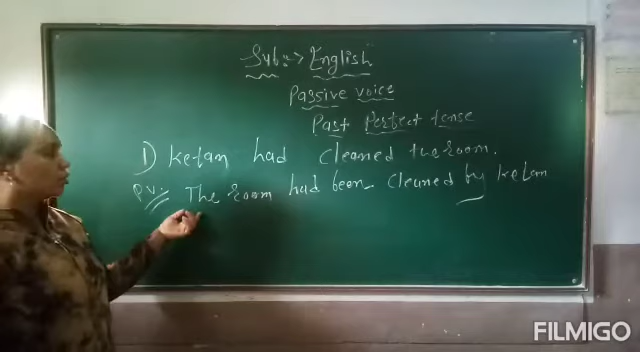 Sub:-> English
Passive voice
Past Perfect tense
1) Ketan had cleaned the room.
P.V. The room had been cleaned by Ketan
FILMIGO